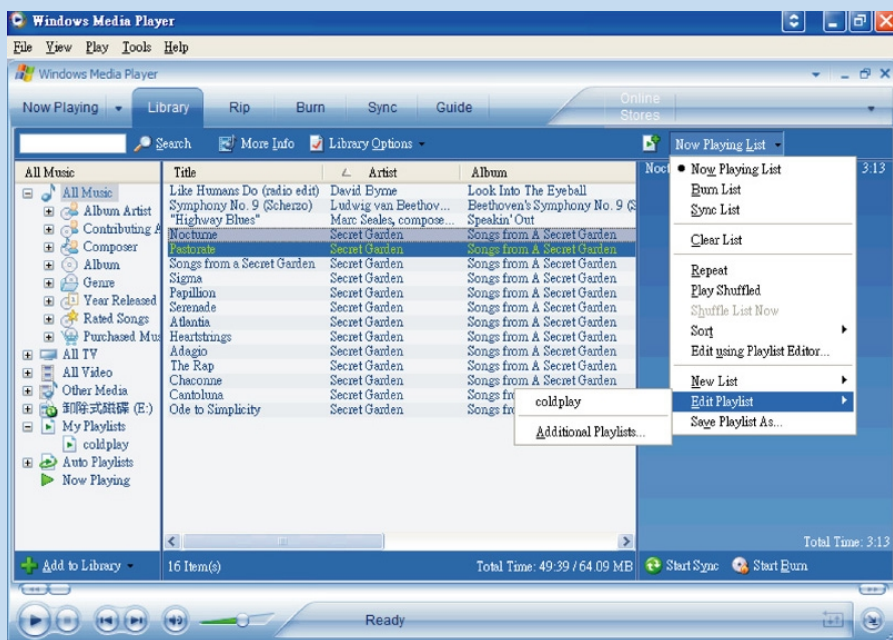 Windows Media Player
File View Play Tools Help
Windows Media Player
Now Playing Library Rip Burn Sync Guide Online Stores
Search More Info Library Options Now Playing List
All Music
All Music
Album Artist
Contributing A
Composer
Album
Genre
Year Released
Rated Songs
Purchased Mus
All TV
All Video
Other Media
卸除式磁碟 (E:)
My Playlists
coldplay
Auto Playlists
Now Playing
Title Artist Album
Like Humans Do (radio edit) David Byrne Look Into The Eyeball
Symphony No. 9 (Scherzo) Ludwig van Beethov... Beethoven's Symphony No. 9 (S
"Highway Blues" Marc Seales, compose... Speakin' Out
Nocturne Secret Garden Songs from A Secret Garden
Pastorate Secret Garden Songs from A Secret Garden
Songs from a Secret Garden Secret Garden Songs from A Secret Garden
Sigma Secret Garden Songs from A Secret Garden
Papillion Secret Garden Songs from A Secret Garden
Serenade Secret Garden Songs from A Secret Garden
Atlantia Secret Garden Songs from A Secret Garden
Heartstrings Secret Garden Songs from A Secret Garden
Adagio Secret Garden Songs from A Secret Garden
The Rap Secret Garden Songs from A Secret Garden
Chaconne Secret Garden Songs from A Secret Garden
Cantoluna Secret Garden Songs fr
Ode to Simplicity Secret Garden Songs fr
Noct 3:13
Now Playing List
Burn List
Sync List
Clear List
Repeat
Play Shuffled
Shuffle List Now
Sort
Edit using Playlist Editor...
New List
Edit Playlist
Save Playlist As...
coldplay
Additional Playlists...
Total Time: 3:13
Add to Library 16 Item(s) Total Time: 49:39 / 64.09 MB Start Sync Start Burn
Ready